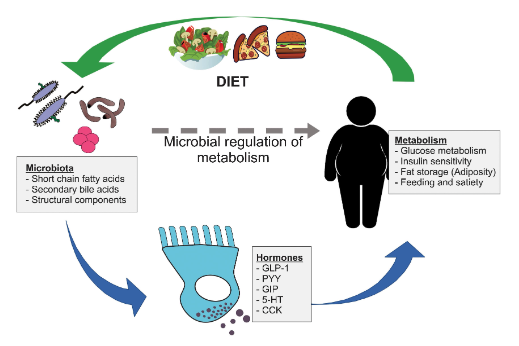 DIET
Microbial regulation of
metabolism
Microbiota
- Short chain fatty acids
- Secondary bile acids
- Structural components
Metabolism
- Glucose metabolism
- Insulin sensitivity
- Fat storage (Adiposity)
- Feeding and satiety
Hormones
- GLP-1
- PYY
- GIP
- 5-HT
- CCK